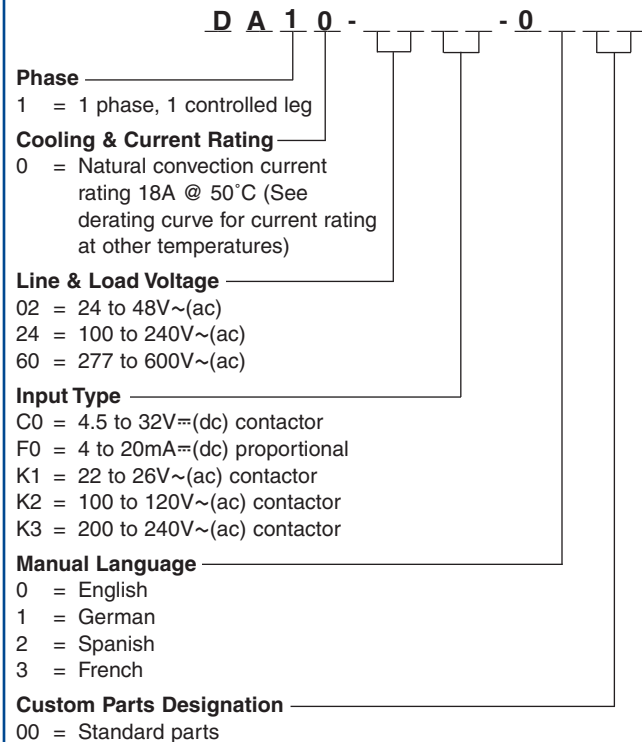 D A 1 0 - _ _ _ _ - 0 _ _ _
Phase
1 = 1 phase, 1 controlled leg
Cooling & Current Rating
0 = Natural convection current
rating 18A @ 50˚C (See
derating curve for current rating
at other temperatures)
Line & Load Voltage
02 = 24 to 48V~(ac)
24 = 100 to 240V~(ac)
60 = 277 to 600V~(ac)
Input Type
C0 = 4.5 to 32V⎓(dc) contactor
F0 = 4 to 20mA⎓(dc) proportional
K1 = 22 to 26V~(ac) contactor
K2 = 100 to 120V~(ac) contactor
K3 = 200 to 240V~(ac) contactor
Manual Language
0 = English
1 = German
2 = Spanish
3 = French
Custom Parts Designation
00 = Standard parts